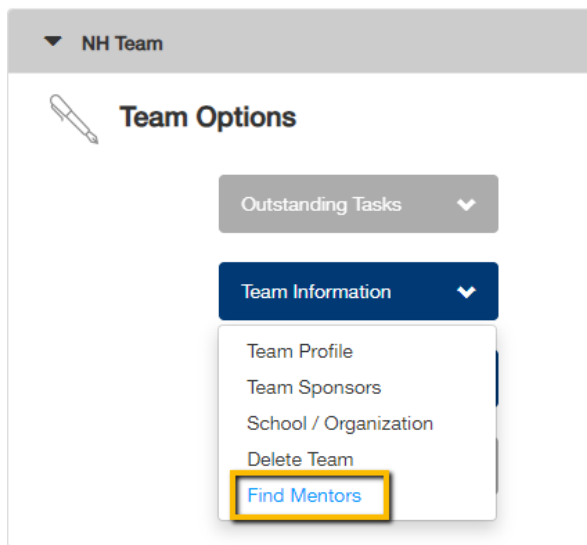 NH Team
Team Options
Outstanding Tasks
Team Information
Team Profile
Team Sponsors
School / Organization
Delete Team
Find Mentors